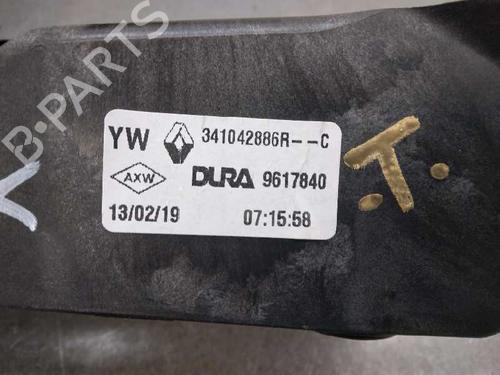 B-PARTS
YW 341042886R--C
AXW DURA 9617840
13/02/19 07:15:58
.T.